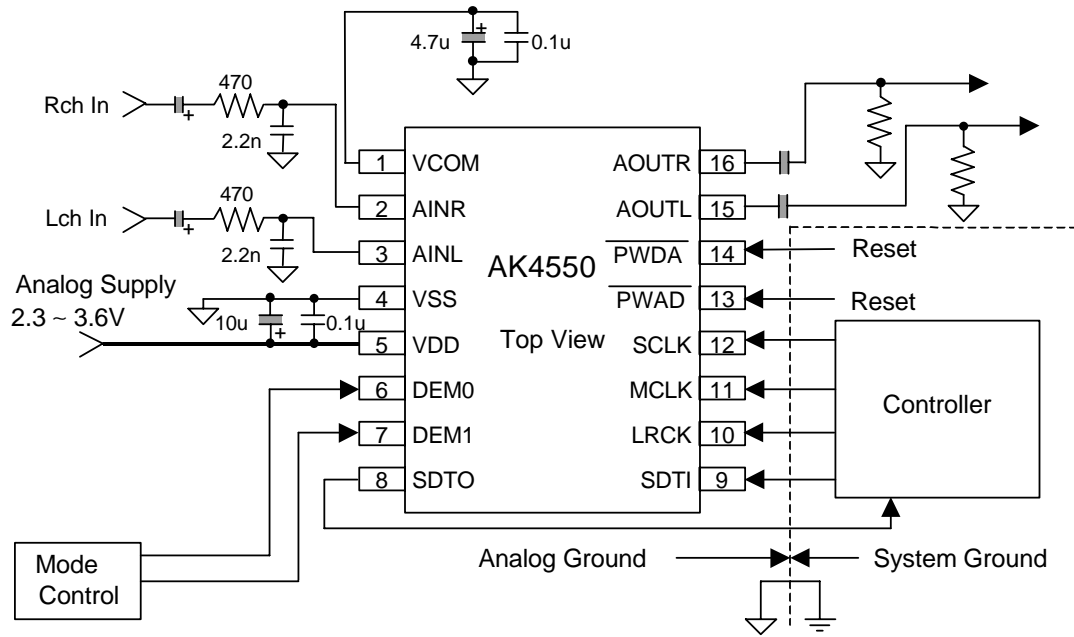 4.7u
0.1u
470
Rch In
2.2n
470
Lch In
2.2n
Analog Supply
2.3 ~ 3.6V
10u
0.1u
1 VCOM
2 AINR
3 AINL
4 VSS
5 VDD
6 DEM0
7 DEM1
8 SDTO
AK4550
Top View
AOUTR 16
AOUTL 15
PWDA 14
PWAD 13
SCLK 12
MCLK 11
LRCK 10
SDTI 9
Reset
Reset
Controller
Mode
Control
Analog Ground
System Ground